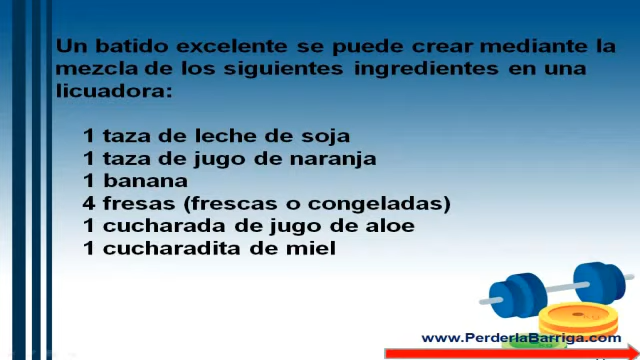 Un batido excelente se puede crear mediante la
mezcla de los siguientes ingredientes en una
licuadora:
1 taza de leche de soja
1 taza de jugo de naranja
1 banana
4 fresas (frescas o congeladas)
1 cucharada de jugo de aloe
1 cucharadita de miel
www.PerderlaBarriga.com